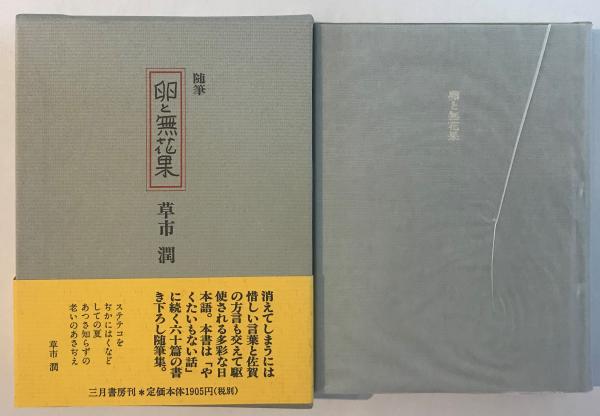 随筆
卵と無花果
草市 潤
消えてしまうには
惜しい言葉と佐賀
の方言も交えて駆
使される多彩な日
本語。本書は「や
くたいもない話」
に続く六十篇の書
き下ろし随筆集。
ステテコを
ぢかにはくなど
しての夏
あつさ知らずの
老いのあさぢえ
草市 潤
三月書房刊*定価本体1905円(税別)
卵と無花果